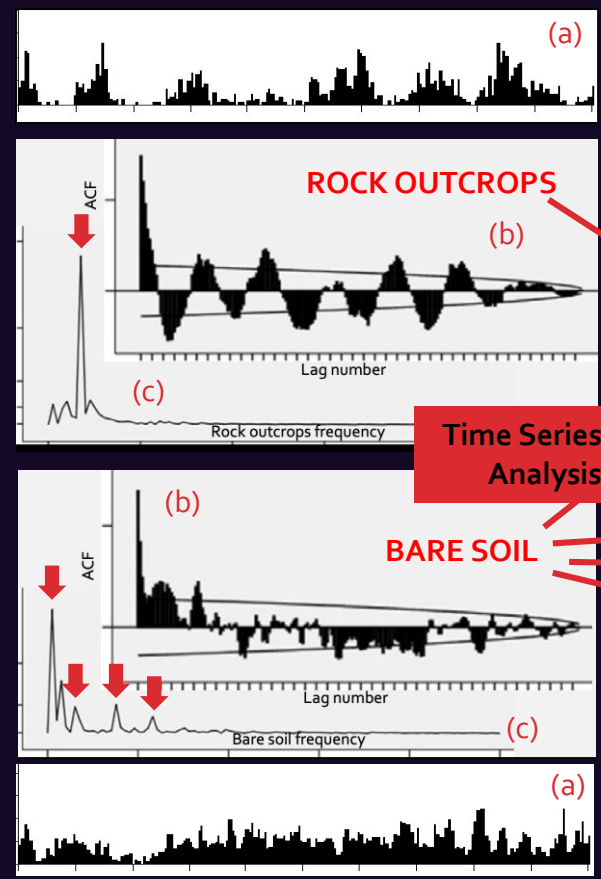 (a)
ROCK OUTCROPS
ACF
(b)
Lag number
(c)
Rock outcrops frequency
Time Series
Analysis
(b)
BARE SOIL
ACF
Lag number
(c)
Bare soil frequency
(a)